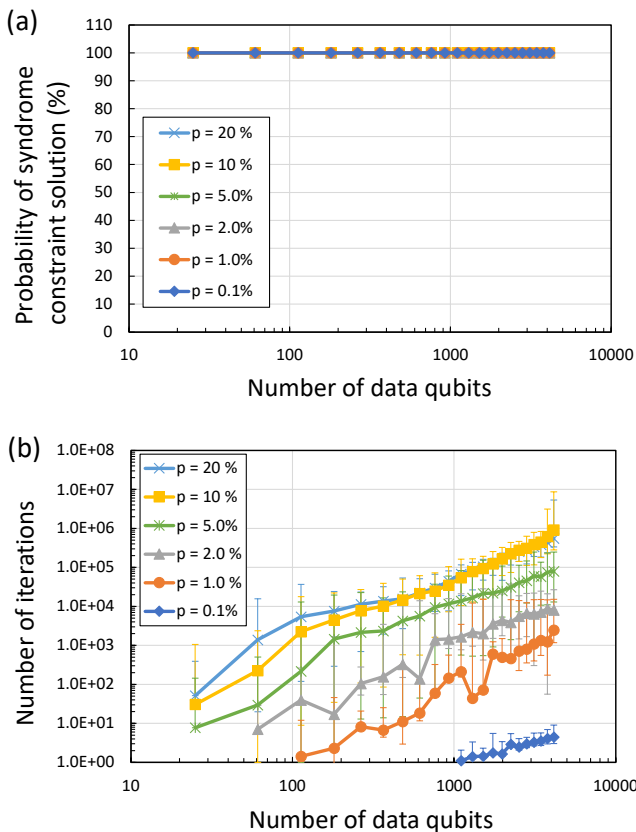 (a)
Probability of syndrome
constraint solution (%)
110
100
90
80
70
60
50
40
30
20
10
0
p = 20 %
p = 10 %
p = 5.0%
p = 2.0%
p = 1.0%
p = 0.1%
10
100
1000
10000
Number of data qubits
(b)
Number of iterations
1.0E+08
1.0E+07
1.0E+06
1.0E+05
1.0E+04
1.0E+03
1.0E+02
1.0E+01
1.0E+00
p = 20 %
p = 10 %
p = 5.0%
p = 2.0 %
p = 1.0 %
p = 0.1%
10
100
1000
10000
Number of data qubits